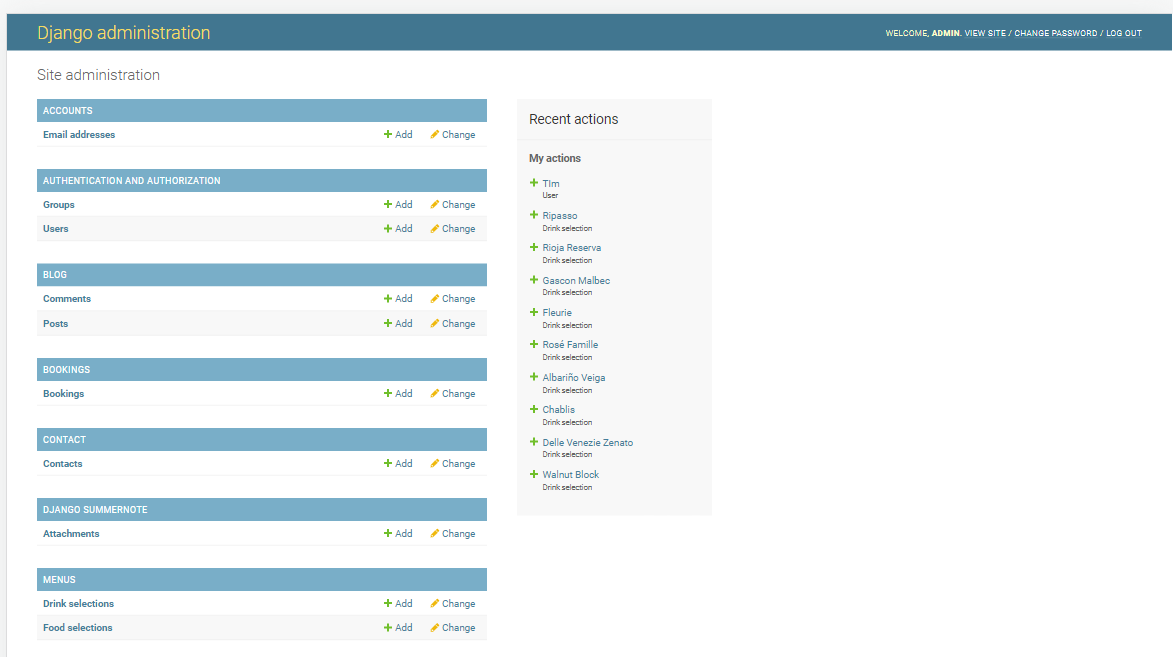 Django administration
WELCOME, ADMIN. VIEW SITE / CHANGE PASSWORD / LOG OUT
Site administration
ACCOUNTS
Email addresses Add Change
AUTHENTICATION AND AUTHORIZATION
Groups Add Change
Users Add Change
BLOG
Comments Add Change
Posts Add Change
BOOKINGS
Bookings Add Change
CONTACT
Contacts Add Change
DJANGO SUMMERNOTE
Attachments Add Change
MENUS
Drink selections Add Change
Food selections Add Change
Recent actions
My actions
TIm
User
Ripasso
Drink selection
Rioja Reserva
Drink selection
Gascon Malbec
Drink selection
Fleurie
Drink selection
Rosé Famille
Drink selection
Albariño Veiga
Drink selection
Chablis
Drink selection
Delle Venezie Zenato
Drink selection
Walnut Block
Drink selection